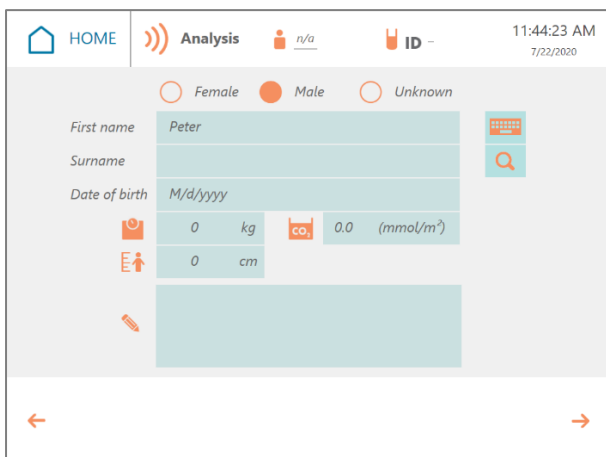 HOME Analysis n/a ID - 11:44:23 AM
7/22/2020
Female Male Unknown
First name Peter
Surname
Date of birth M/d/yyyy
0 kg CO₂ 0.0 (mmol/m²)
0 cm